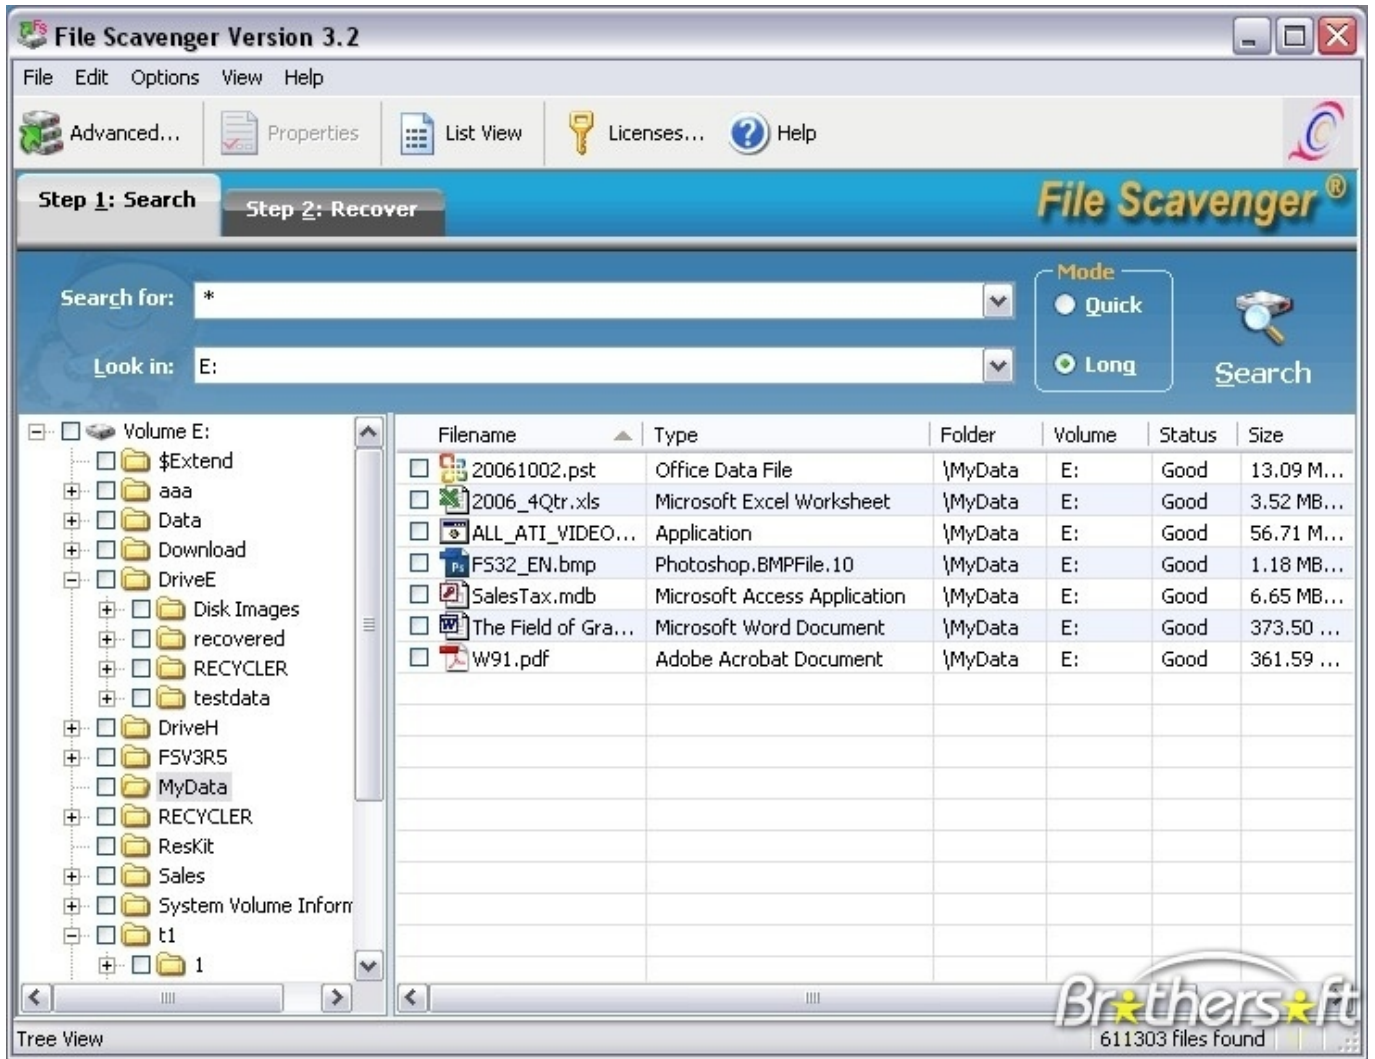 File Scavenger Version 3.2
File Edit Options View Help
Advanced... Properties List View Licenses... Help
Step 1: Search Step 2: Recover File Scavenger ®
Mode
Search for: * Quick
Look in: E: Long Search
Volume E:
$Extend
aaa
Data
Download
DriveE
Disk Images
recovered
RECYCLER
testdata
DriveH
FSV3R5
MyData
RECYCLER
ResKit
Sales
System Volume Inform
t1
1
Filename Type Folder Volume Status Size
20061002.pst Office Data File \MyData E: Good 13.09 M...
2006_4Qtr.xls Microsoft Excel Worksheet \MyData E: Good 3.52 MB...
ALL_ATI_VIDEO... Application \MyData E: Good 56.71 M...
FS32_EN.bmp Photoshop.BMPFile.10 \MyData E: Good 1.18 MB...
SalesTax.mdb Microsoft Access Application \MyData E: Good 6.65 MB...
The Field of Gra... Microsoft Word Document \MyData E: Good 373.50 ...
W91.pdf Adobe Acrobat Document \MyData E: Good 361.59 ...
Brothersoft
Tree View 611303 files found